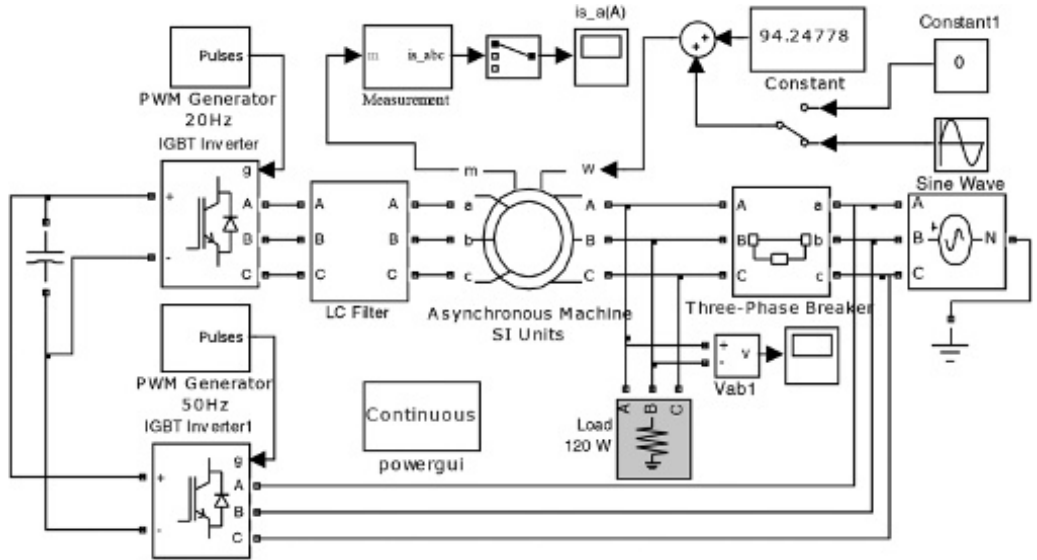 is_a(A)
Pulses
PWM Generator
20Hz
IGBT Inverter
m
is_abc
Measurement
94.24778
Constant
Constant1
0
Sine Wave
g
+
-
A
B
C
A
B
C
A
B
C
LC Filter
m
a
b
c
W
A
B
C
Asynchronous Machine
SI Units
A
B
C
a
b
c
Three-Phase Breaker
A
B
C
N
Pulses
PWM Generator
50Hz
IGBT Inverter1
g
+
-
A
B
C
Continuous
powergui
+
-
v
Vab1
A
B
C
Load
120 W
+
+